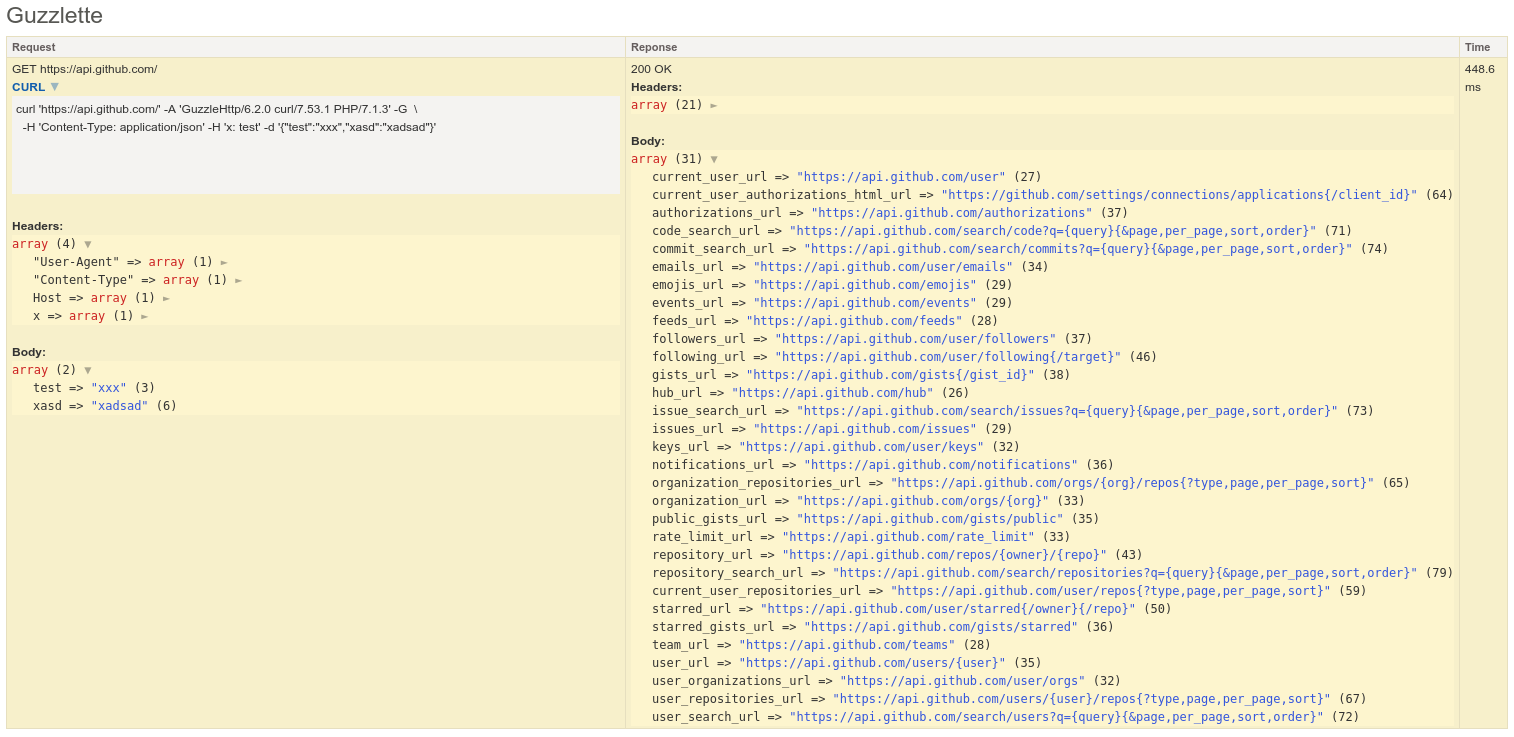 Guzzlette
Request
Reponse
Time
GET https://api.github.com/
CURL ▼
curl 'https://api.github.com/' -A 'GuzzleHttp/6.2.0 curl/7.53.1 PHP/7.1.3' -G \
-H 'Content-Type: application/json' -H 'x: test' -d '{"test":"xxx","xasd":"xadsad"}'
Headers:
array (4) ▼
"User-Agent" => array (1) ►
"Content-Type" => array (1) ►
Host => array (1) ►
x => array (1) ►
Body:
array (2) ▼
test => "xxx" (3)
xasd => "xadsad" (6)
200 OK
Headers:
array (21) ►
Body:
array (31) ▼
current_user_url => "https://api.github.com/user" (27)
current_user_authorizations_html_url => "https://github.com/settings/connections/applications{/client_id}" (64)
authorizations_url => "https://api.github.com/authorizations" (37)
code_search_url => "https://api.github.com/search/code?q={query}{&page,per_page,sort,order}" (71)
commit_search_url => "https://api.github.com/search/commits?q={query}{&page,per_page,sort,order}" (74)
emails_url => "https://api.github.com/user/emails" (34)
emojis_url => "https://api.github.com/emojis" (29)
events_url => "https://api.github.com/events" (29)
feeds_url => "https://api.github.com/feeds" (28)
followers_url => "https://api.github.com/user/followers" (37)
following_url => "https://api.github.com/user/following{/target}" (46)
gists_url => "https://api.github.com/gists{/gist_id}" (38)
hub_url => "https://api.github.com/hub" (26)
issue_search_url => "https://api.github.com/search/issues?q={query}{&page,per_page,sort,order}" (73)
issues_url => "https://api.github.com/issues" (29)
keys_url => "https://api.github.com/user/keys" (32)
notifications_url => "https://api.github.com/notifications" (36)
organization_repositories_url => "https://api.github.com/orgs/{org}/repos{?type,page,per_page,sort}" (65)
organization_url => "https://api.github.com/orgs/{org}" (33)
public_gists_url => "https://api.github.com/gists/public" (35)
rate_limit_url => "https://api.github.com/rate_limit" (33)
repository_url => "https://api.github.com/repos/{owner}/{repo}" (43)
repository_search_url => "https://api.github.com/search/repositories?q={query}{&page,per_page,sort,order}" (79)
current_user_repositories_url => "https://api.github.com/user/repos{?type,page,per_page,sort}" (59)
starred_url => "https://api.github.com/user/starred{/owner}{/repo}" (50)
starred_gists_url => "https://api.github.com/gists/starred" (36)
team_url => "https://api.github.com/teams" (28)
user_url => "https://api.github.com/users/{user}" (35)
user_organizations_url => "https://api.github.com/user/orgs" (32)
user_repositories_url => "https://api.github.com/users/{user}/repos{?type,page,per_page,sort}" (67)
user_search_url => "https://api.github.com/search/users?q={query}{&page,per_page,sort,order}" (72)
448.6
ms